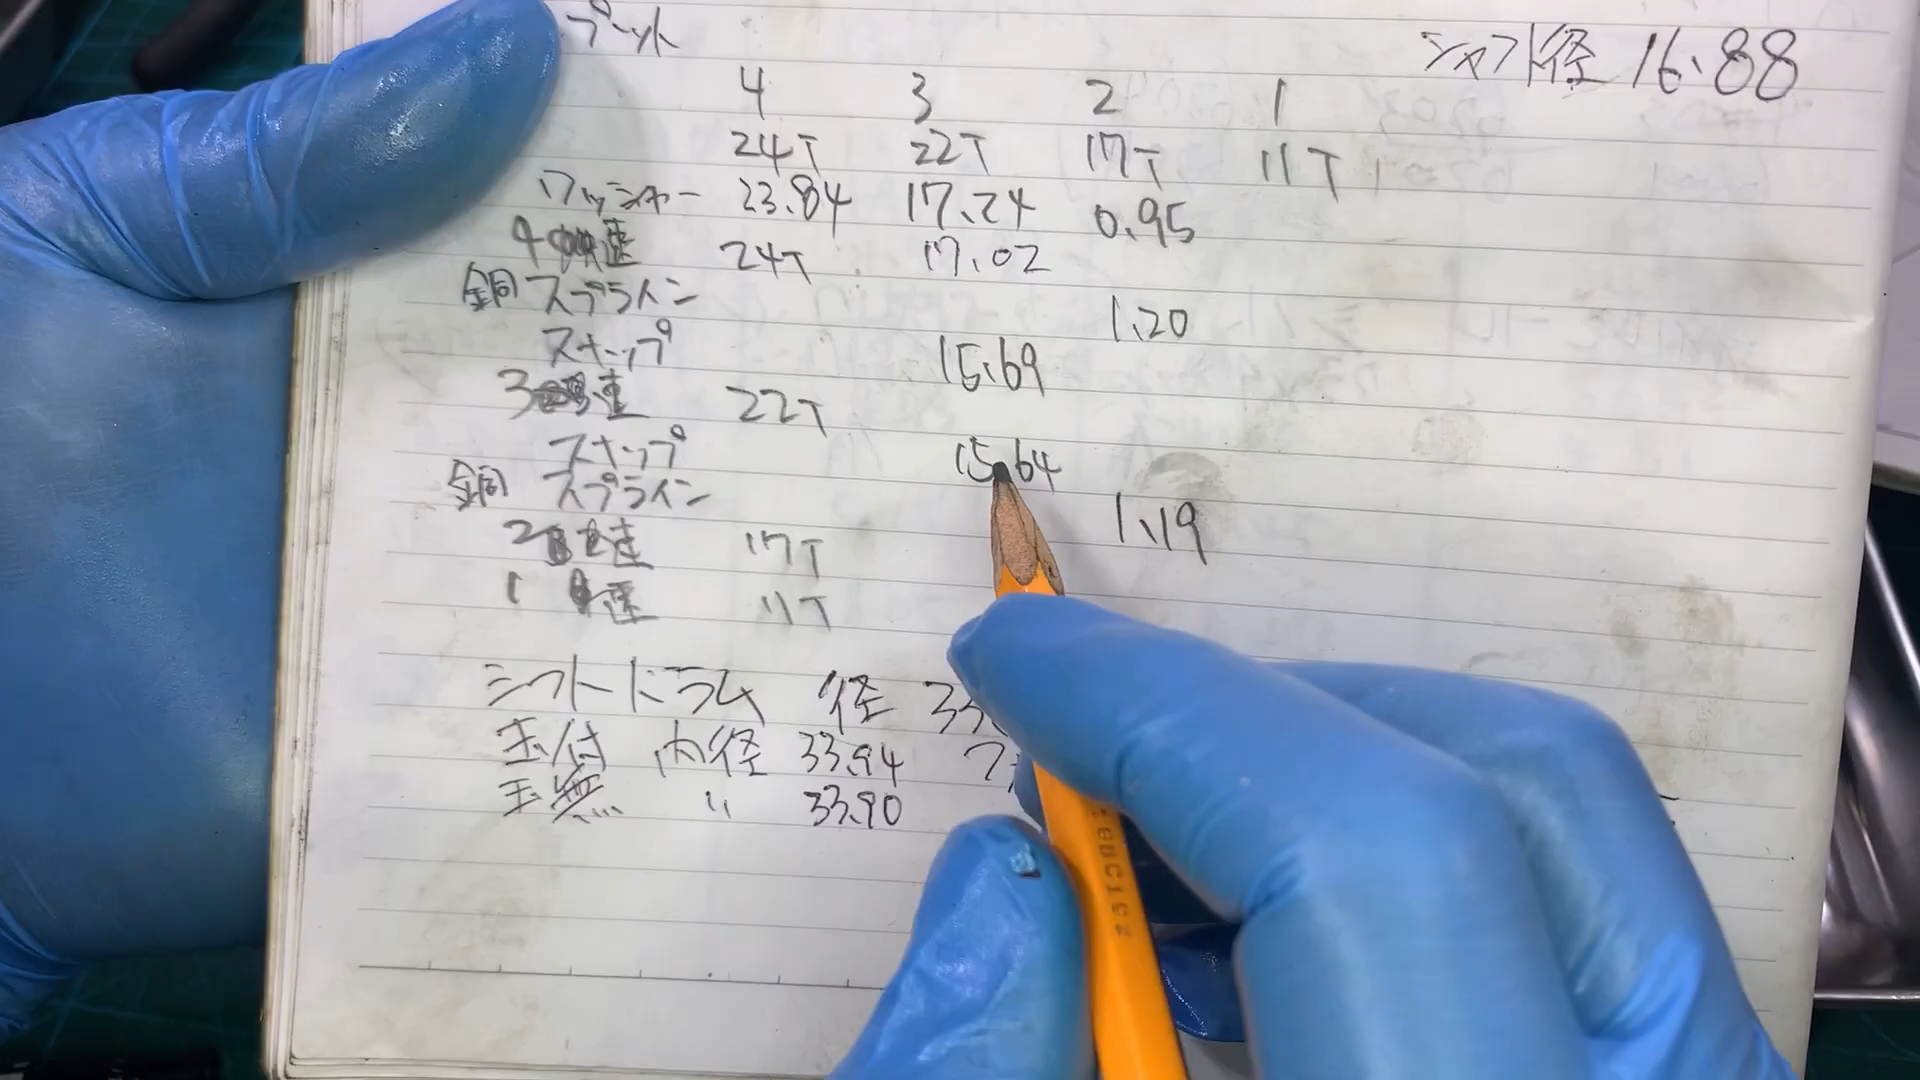 プット
シャフト径 16.88
4 3 2 1
24T 22T 17T 11T
ワッシャー 23.84 17.24 0.95
4速 24T 17.02
銅 スプライン 1.20
スナップ 15.69
3速 22T
スナップ 15.64
銅 スプライン 1.19
2速 17T
1速 11T
シフトドラム 径 33
玉付 内径 33.94
玉無 〃 33.90